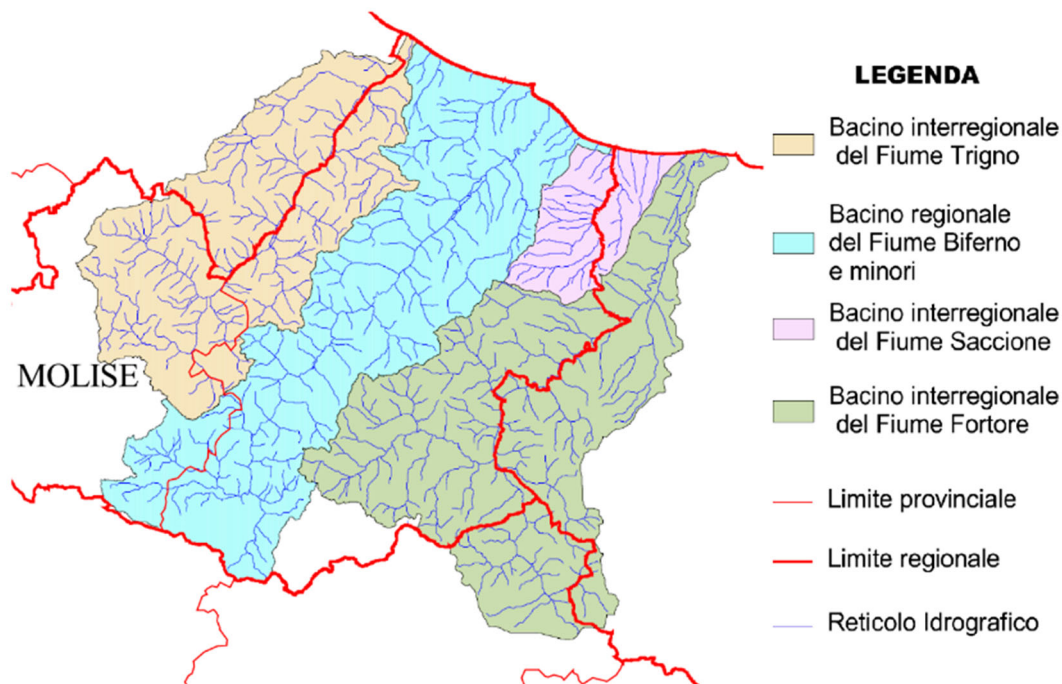 LEGENDA
Bacino interregionale
del Fiume Trigno
Bacino regionale
del Fiume Biferno
e minori
Bacino interregionale
del Fiume Saccione
Bacino interregionale
del Fiume Fortore
Limite provinciale
Limite regionale
Reticolo Idrografico
MOLISE